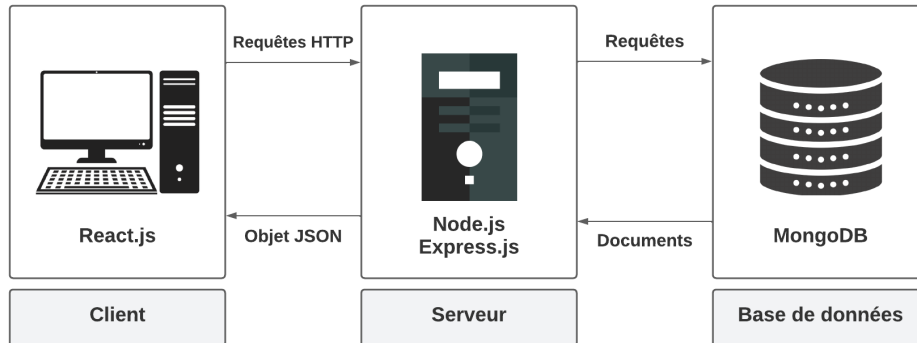 Requêtes HTTP
Requêtes
React.js
Objet JSON
Node.js
Express.js
Documents
MongoDB
Client
Serveur
Base de données